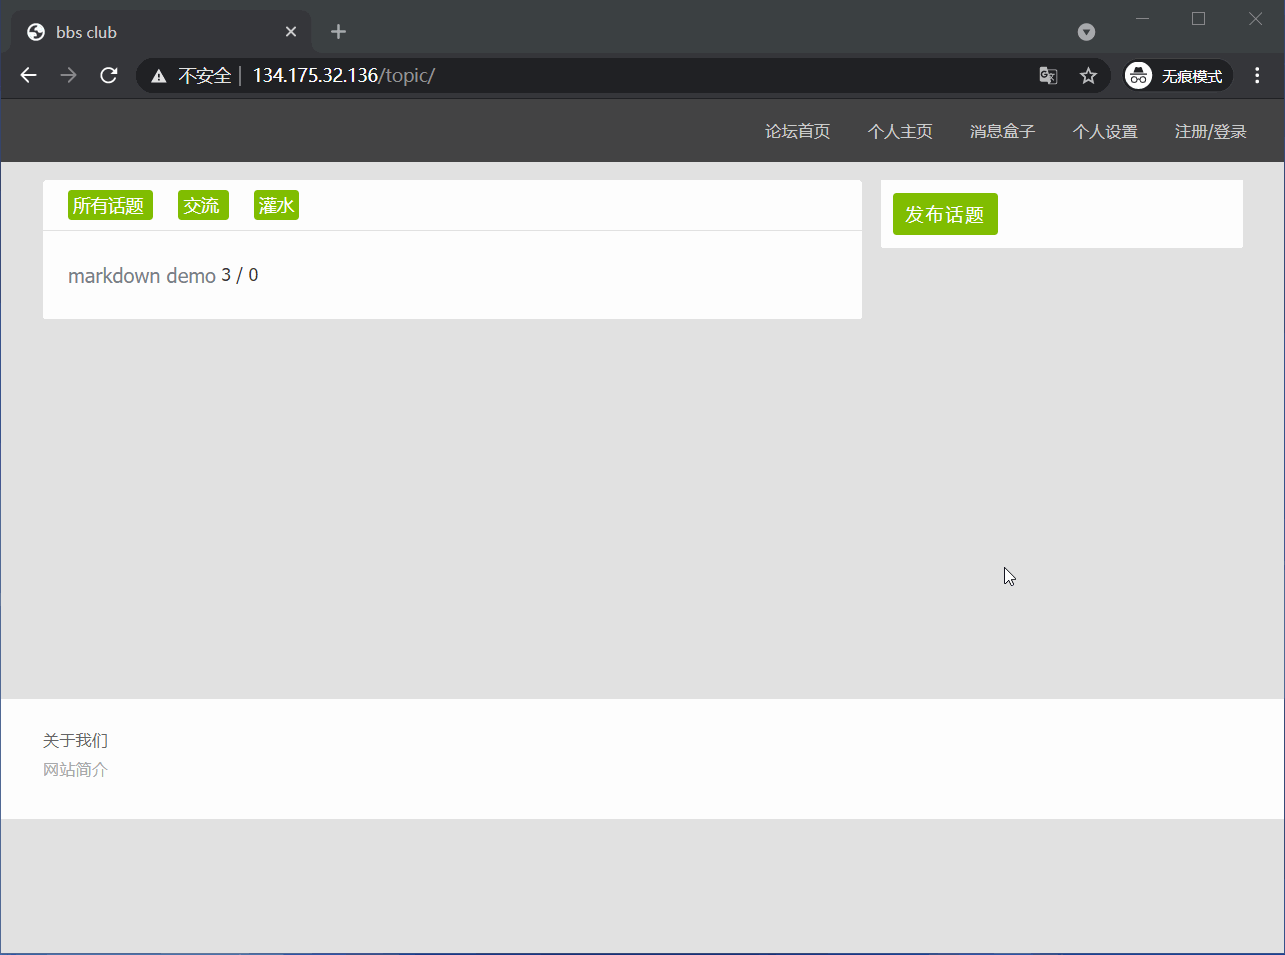 bbs club
不安全 | 134.175.32.136/topic/
无痕模式
论坛首页 个人主页 消息盒子 个人设置 注册/登录
所有话题 交流 灌水
发布话题
markdown demo 3 / 0
关于我们
网站简介